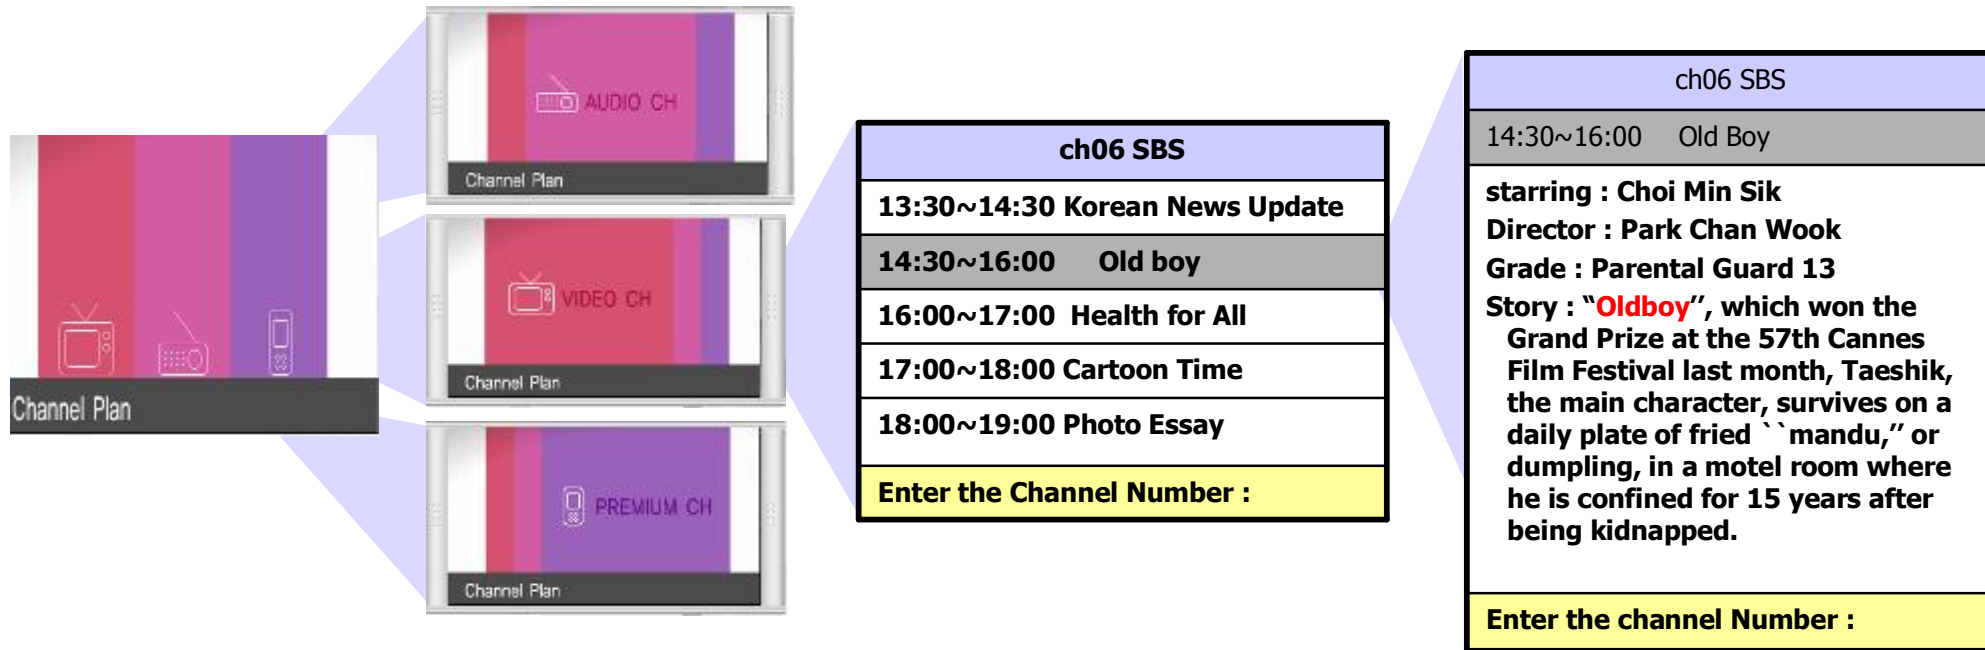 Channel Plan
AUDIO CH
Channel Plan
VIDEO CH
Channel Plan
PREMIUM CH
Channel Plan
ch06 SBS
13:30~14:30 Korean News Update
14:30~16:00 Old boy
16:00~17:00 Health for All
17:00~18:00 Cartoon Time
18:00~19:00 Photo Essay
Enter the Channel Number :
ch06 SBS
14:30~16:00 Old Boy
starring : Choi Min Sik
Director : Park Chan Wook
Grade : Parental Guard 13
Story : “Oldboy’’, which won the
Grand Prize at the 57th Cannes
Film Festival last month, Taeshik,
the main character, survives on a
daily plate of fried ``mandu,’’ or
dumpling, in a motel room where
he is confined for 15 years after
being kidnapped.
Enter the channel Number :